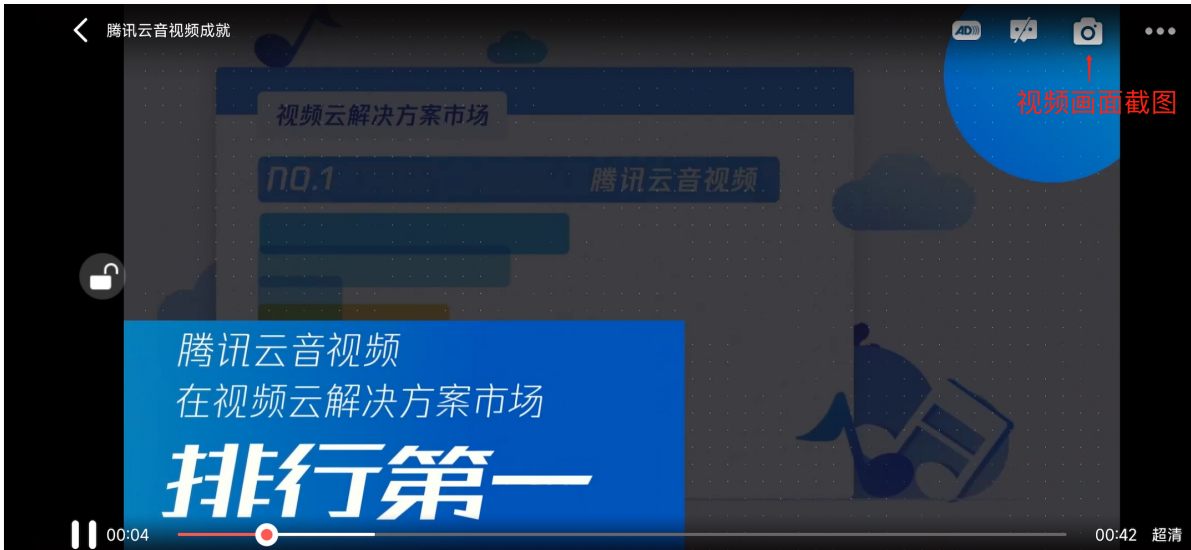 腾讯云音视频成就
AD
视频画面截图
视频云解决方案市场
NO.1 腾讯云音视频
腾讯云音视频
在视频云解决方案市场
排行第一
00:04 00:42 超清